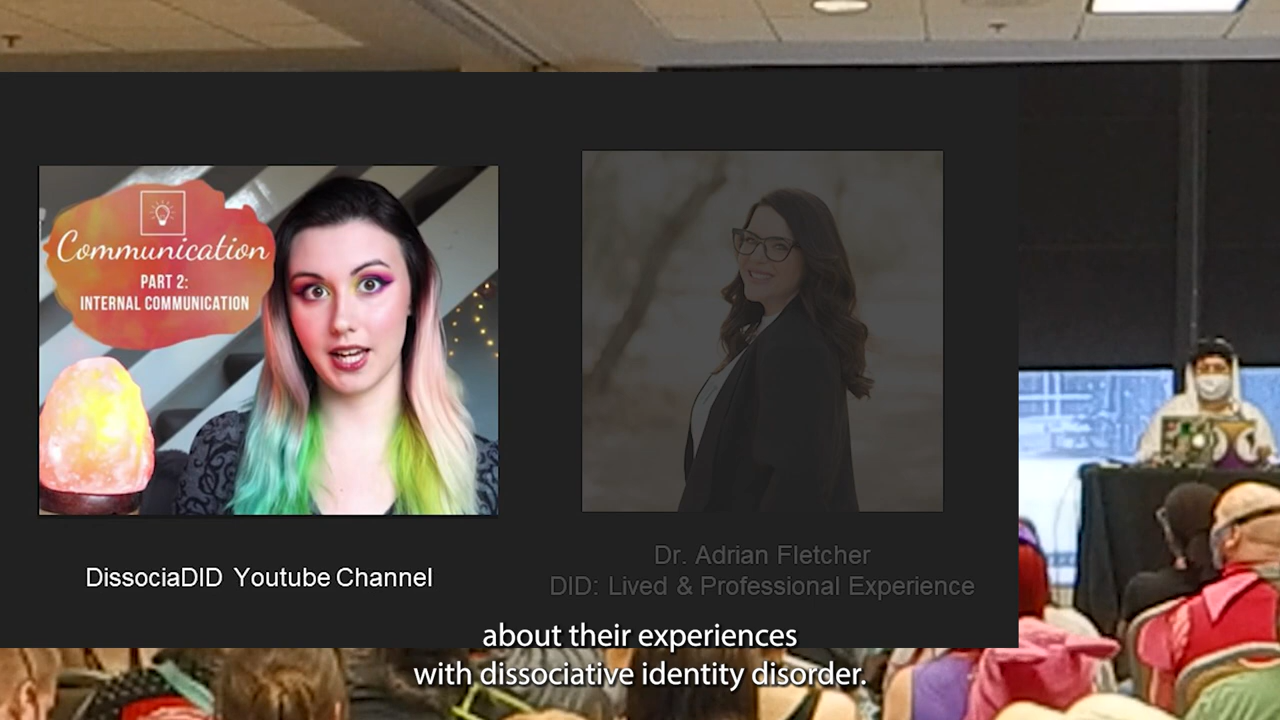 Communication
PART 2:
INTERNAL COMMUNICATION
DissociaDID Youtube Channel
Dr. Adrian Fletcher
DID: Lived & Professional Experience
about their experiences
with dissociative identity disorder.